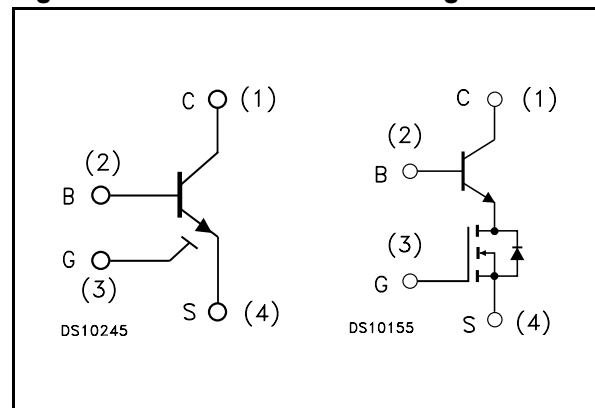 C (1)
(2)
B
G
(3)
S (4)
DS10245
C (1)
(2)
B
(3)
G
S (4)
DS10155